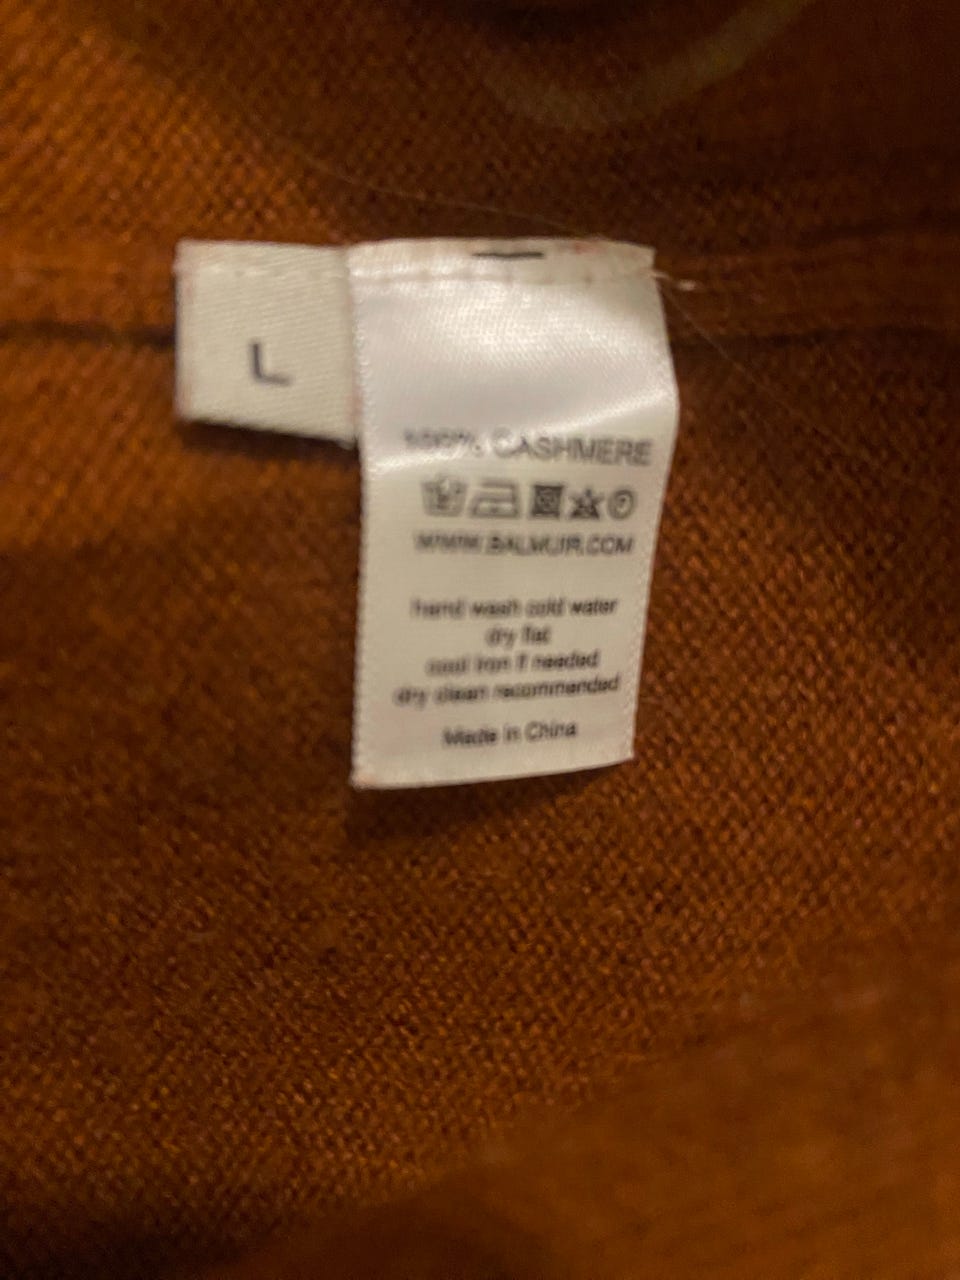 L
100% CASHMERE
WWW.BALMUIR.COM
hand wash cold water
dry flat
cool iron if needed
dry clean recommended
Made in China